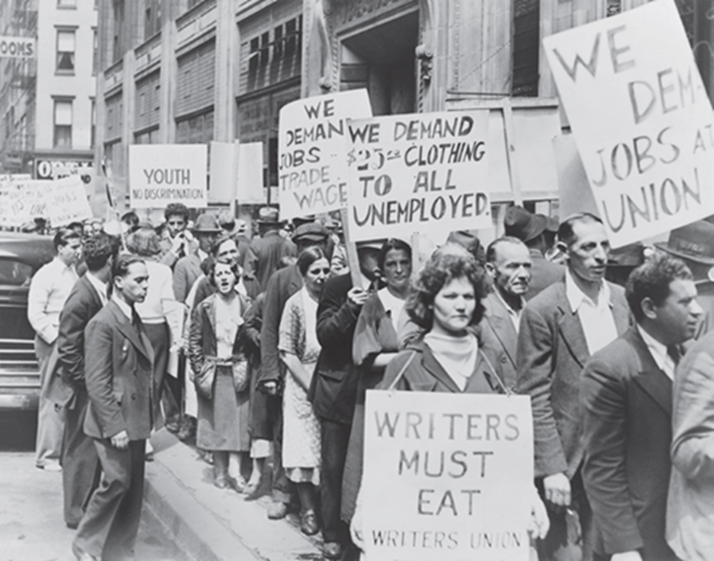 ROOMS
YOUTH
NO DISCRIMINATION
WE
DEMAN
JOBS
TRADE
WAGE
WE DEMAND
$25.00 CLOTHING
TO ALL
UNEMPLOYED.
WE
DEM
JOBS AT
UNION
WRITERS
MUST
EAT
WRITERS UNION